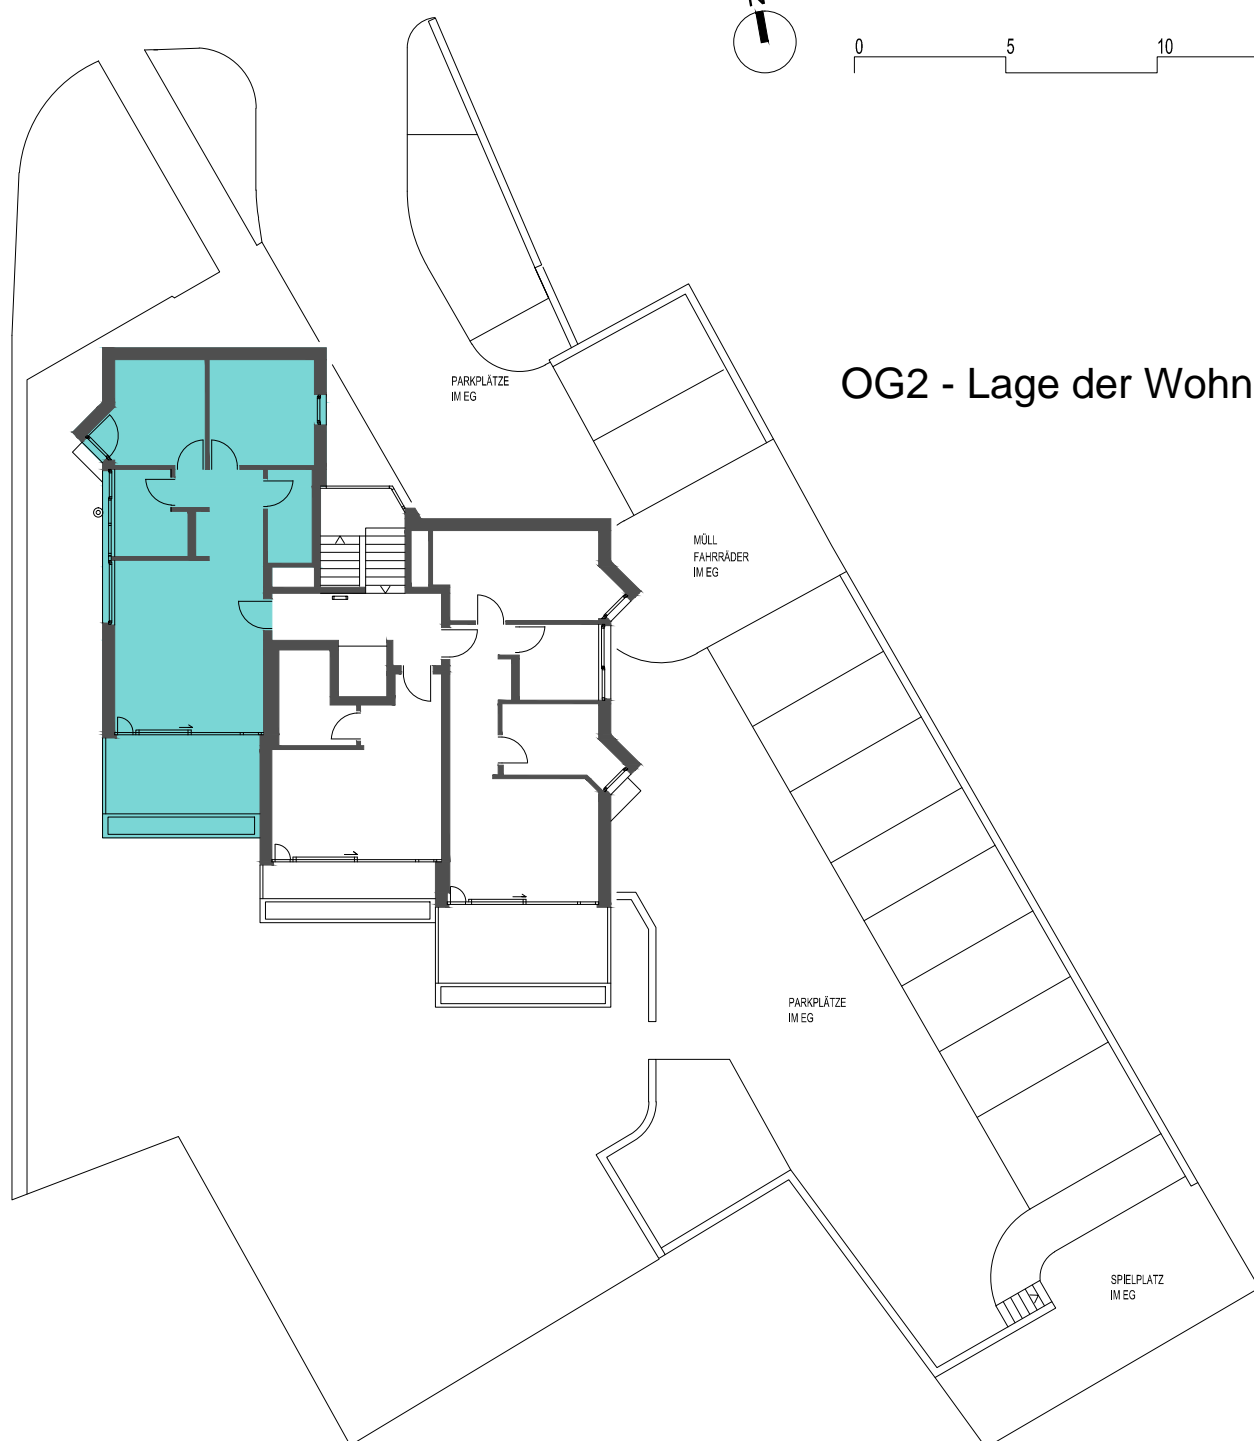 0 5 10
OG2 - Lage der Wohn
PARKPLÄTZE
IM EG
MÜLL
FAHRRÄDER
IM EG
PARKPLÄTZE
IM EG
SPIELPLATZ
IM EG